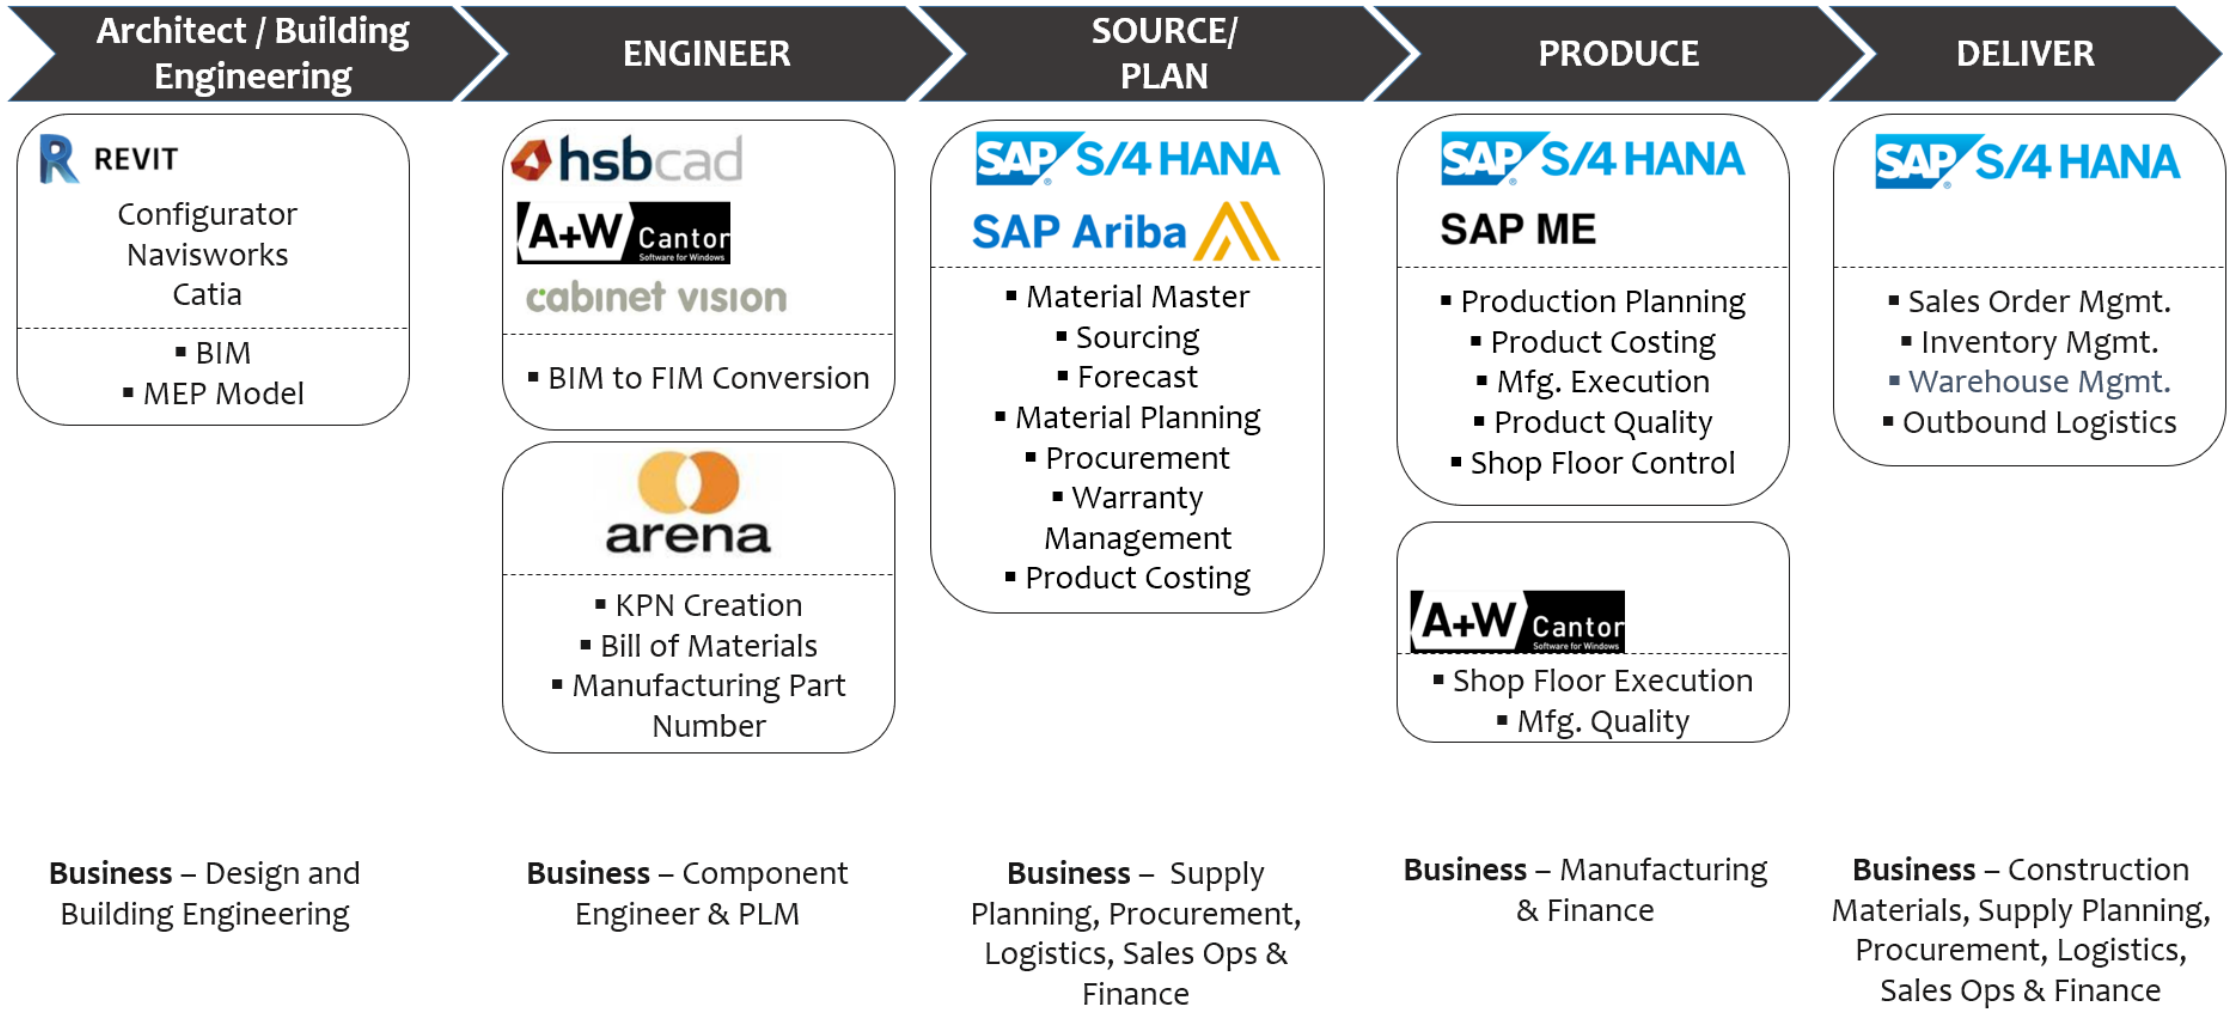 Architect / Building
Engineering
ENGINEER
SOURCE/
PLAN
PRODUCE
DELIVER
R REVIT
Configurator
Navisworks
Catia
▪ BIM
▪ MEP Model
hsbcad
A+W Cantor
Software for Windows
cabinet vision
▪ BIM to FIM Conversion
arena
▪ KPN Creation
▪ Bill of Materials
▪ Manufacturing Part
Number
SAP S/4 HANA
SAP Ariba
▪ Material Master
▪ Sourcing
▪ Forecast
▪ Material Planning
▪ Procurement
▪ Warranty
Management
▪ Product Costing
SAP S/4 HANA
SAP ME
▪ Production Planning
▪ Product Costing
▪ Mfg. Execution
▪ Product Quality
▪ Shop Floor Control
A+W Cantor
Software for Windows
▪ Shop Floor Execution
▪ Mfg. Quality
SAP S/4 HANA
▪ Sales Order Mgmt.
▪ Inventory Mgmt.
▪ Warehouse Mgmt.
▪ Outbound Logistics
Business – Design and
Building Engineering
Business – Component
Engineer & PLM
Business – Supply
Planning, Procurement,
Logistics, Sales Ops &
Finance
Business – Manufacturing
& Finance
Business – Construction
Materials, Supply Planning,
Procurement, Logistics,
Sales Ops & Finance